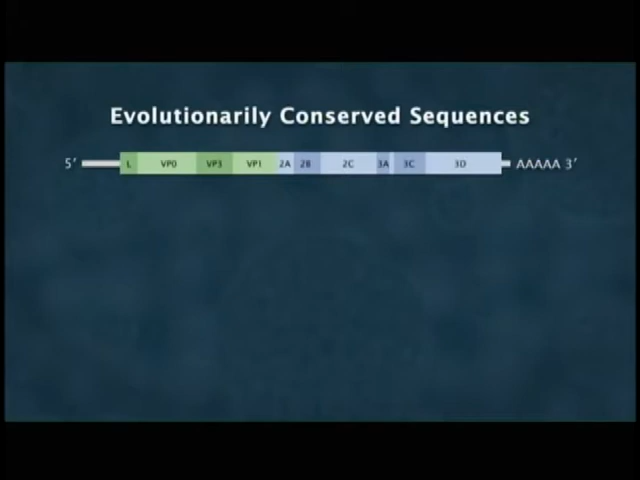 Evolutionarily Conserved Sequences
5′ L VP0 VP3 VP1 2A 2B 2C 3A 3C 3D AAAAA 3′